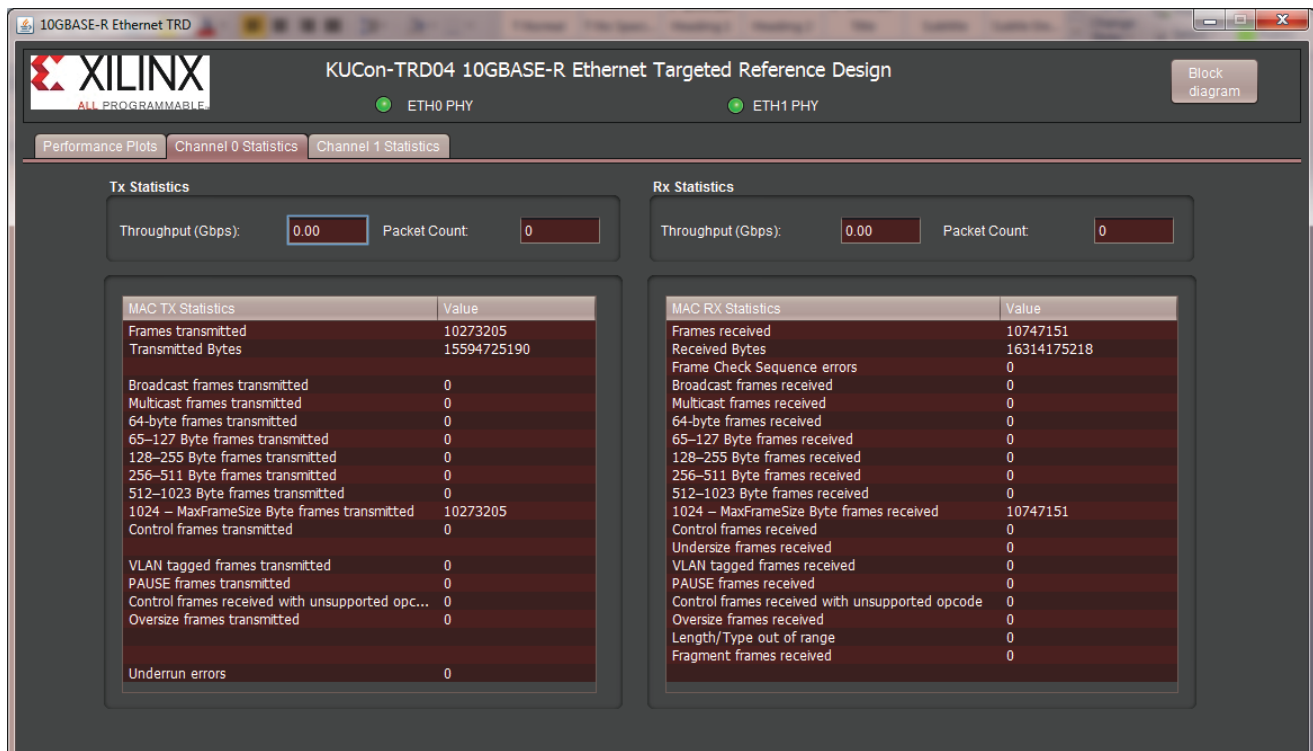 10GBASE-R Ethernet TRD
XILINX
ALL PROGRAMMABLE
KUCon-TRD04 10GBASE-R Ethernet Targeted Reference Design
ETH0 PHY
ETH1 PHY
Block
diagram
Performance Plots
Channel 0 Statistics
Channel 1 Statistics
Tx Statistics
Throughput (Gbps): 0.00 Packet Count: 0
MAC TX Statistics Value
Frames transmitted 10273205
Transmitted Bytes 15594725190
Broadcast frames transmitted 0
Multicast frames transmitted 0
64-byte frames transmitted 0
65–127 Byte frames transmitted 0
128–255 Byte frames transmitted 0
256–511 Byte frames transmitted 0
512–1023 Byte frames transmitted 0
1024 – MaxFrameSize Byte frames transmitted 10273205
Control frames transmitted 0
VLAN tagged frames transmitted 0
PAUSE frames transmitted 0
Control frames received with unsupported opc... 0
Oversize frames transmitted 0
Underrun errors 0
Rx Statistics
Throughput (Gbps): 0.00 Packet Count: 0
MAC RX Statistics Value
Frames received 10747151
Received Bytes 16314175218
Frame Check Sequence errors 0
Broadcast frames received 0
Multicast frames received 0
64-byte frames received 0
65–127 Byte frames received 0
128–255 Byte frames received 0
256–511 Byte frames received 0
512–1023 Byte frames received 0
1024 – MaxFrameSize Byte frames received 10747151
Control frames received 0
Undersize frames received 0
VLAN tagged frames received 0
PAUSE frames received 0
Control frames received with unsupported opcode 0
Oversize frames received 0
Length/Type out of range 0
Fragment frames received 0